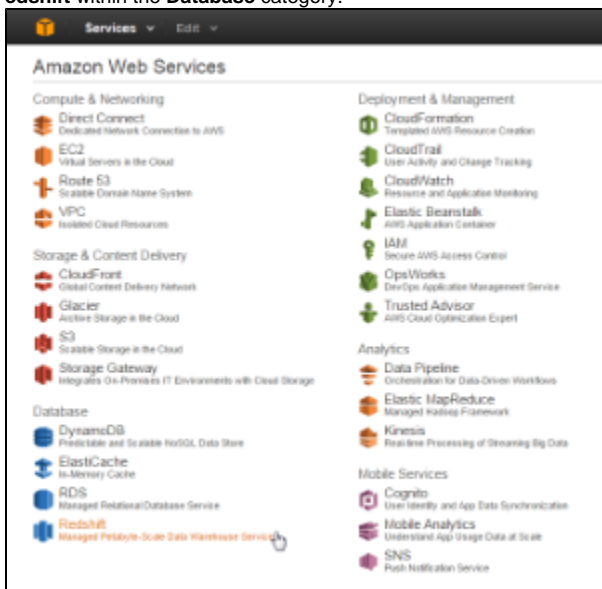 edshift within the Database category.
Services Edit
Amazon Web Services
Compute & Networking
Direct Connect
Dedicated Network Connection to AWS
EC2
Virtual Servers in the Cloud
Route 53
Scalable Domain Name System
VPC
Isolated Cloud Resources
Storage & Content Delivery
CloudFront
Global Content Delivery Network
Glacier
Archive Storage in the Cloud
S3
Scalable Storage in the Cloud
Storage Gateway
Integrates On-Premises IT Environments with Cloud Storage
Database
DynamoDB
Predictable and Scalable NoSQL Data Store
ElastiCache
In-Memory Cache
RDS
Managed Relational Database Service
Redshift
Managed Petabyte-Scale Data Warehouse Service
Deployment & Management
CloudFormation
Templated AWS Resource Creation
CloudTrail
User Activity and Change Tracking
CloudWatch
Resource and Application Monitoring
Elastic Beanstalk
AWS Application Container
IAM
Secure AWS Access Control
OpsWorks
DevOps Application Management Service
Trusted Advisor
AWS Cloud Optimization Expert
Analytics
Data Pipeline
Orchestration for Data-Driven Workflows
Elastic MapReduce
Managed Hadoop Framework
Kinesis
Real-time Processing of Streaming Big Data
Mobile Services
Cognito
User Identity and App Data Synchronization
Mobile Analytics
Understand App Usage Data at Scale
SNS
Push Notification Service